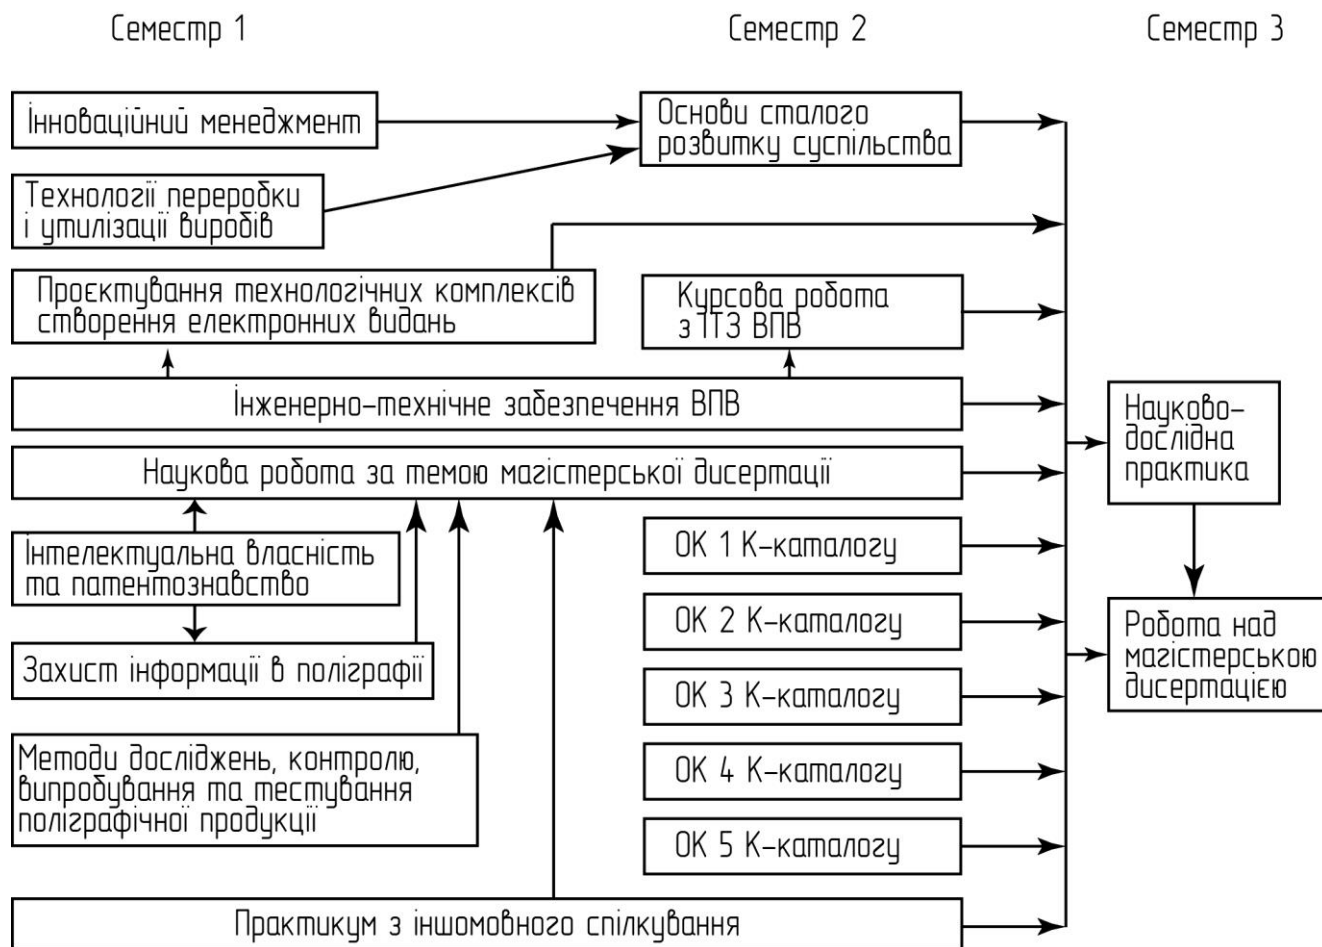 Семестр 1
Семестр 2
Семестр 3
Інноваційний менеджмент
Основи сталого
розвитку суспільства
Технології переробки
і утилізації виробів
Проєктування технологічних комплексів
створення електронних видань
Курсова робота
з ІТЗ ВПВ
Інженерно-технічне забезпечення ВПВ
Науково-
дослідна
практика
Наукова робота за темою магістерської дисертації
Інтелектуальна власність
та патентознавство
ОК 1 К-каталогу
ОК 2 К-каталогу
Робота над
магістерською
дисертацією
Захист інформації в поліграфії
ОК 3 К-каталогу
Методи досліджень, контролю,
випробування та тестування
поліграфічної продукції
ОК 4 К-каталогу
ОК 5 К-каталогу
Практикум з іншомовного спілкування